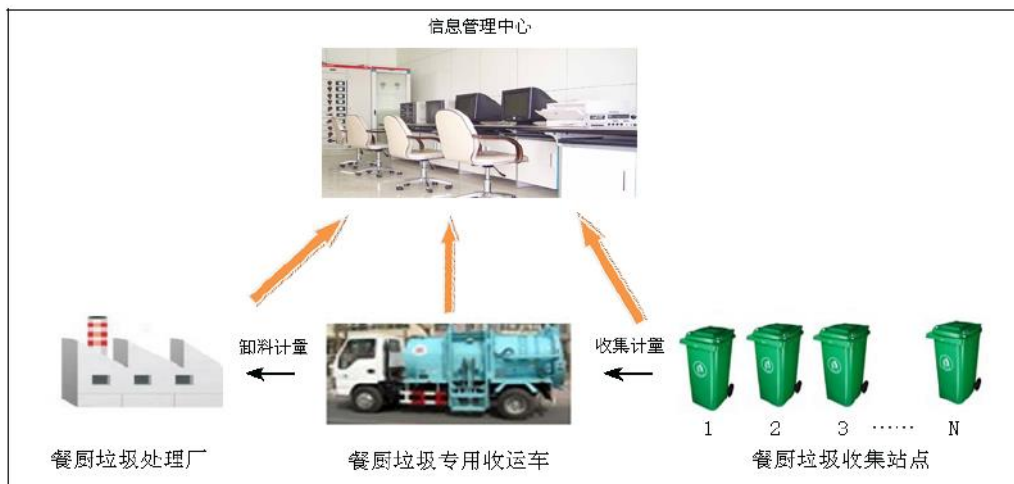 信息管理中心
卸料计量
收集计量
1 2 3 …… N
餐厨垃圾处理厂
餐厨垃圾专用收运车
餐厨垃圾收集站点